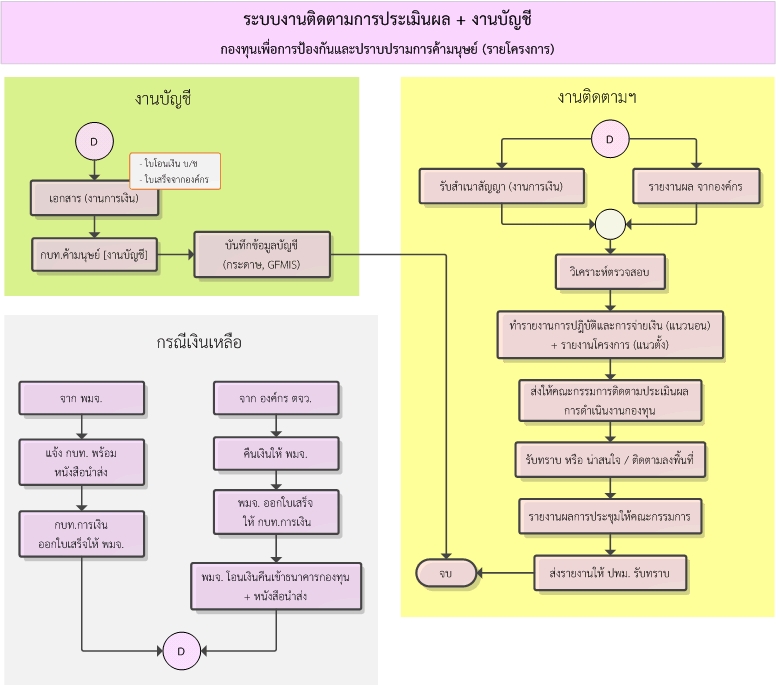 ระบบงานติดตามการประเมินผล + งานบัญชี
กองทุนเพื่อการป้องกันและปราบปรามการค้ามนุษย์ (รายโครงการ)
งานบัญชี
D
- ใบโอนเงิน บ/ช
- ใบเสร็จจากองค์กร
เอกสาร (งานการเงิน)
กบท.ค้ามนุษย์ [งานบัญชี]
บันทึกข้อมูลบัญชี
(กระดาษ, GFMIS)
งานติดตามฯ
D
รับสำเนาสัญญา (งานการเงิน)
รายงานผล จากองค์กร
วิเคราะห์ตรวจสอบ
ทำรายงานการปฎิบัติและการจ่ายเงิน (แนวนอน)
+ รายงานโครงการ (แนวตั้ง)
ส่งให้คณะกรรมการติดตามประเมินผล
การดำเนินงานกองทุน
รับทราบ หรือ น่าสนใจ / ติดตามลงพื้นที่
รายงานผลการประชุมให้คณะกรรมการ
ส่งรายงานให้ ปพม. รับทราบ
จบ
กรณีเงินเหลือ
จาก พมจ.
แจ้ง กบท. พร้อม
หนังสือนำส่ง
กบท.การเงิน
ออกใบเสร็จให้ พมจ.
จาก องค์กร ตจว.
คืนเงินให้ พมจ.
พมจ. ออกใบเสร็จ
ให้ กบท.การเงิน
พมจ. โอนเงินคืนเข้าธนาคารกองทุน
+ หนังสือนำส่ง
D